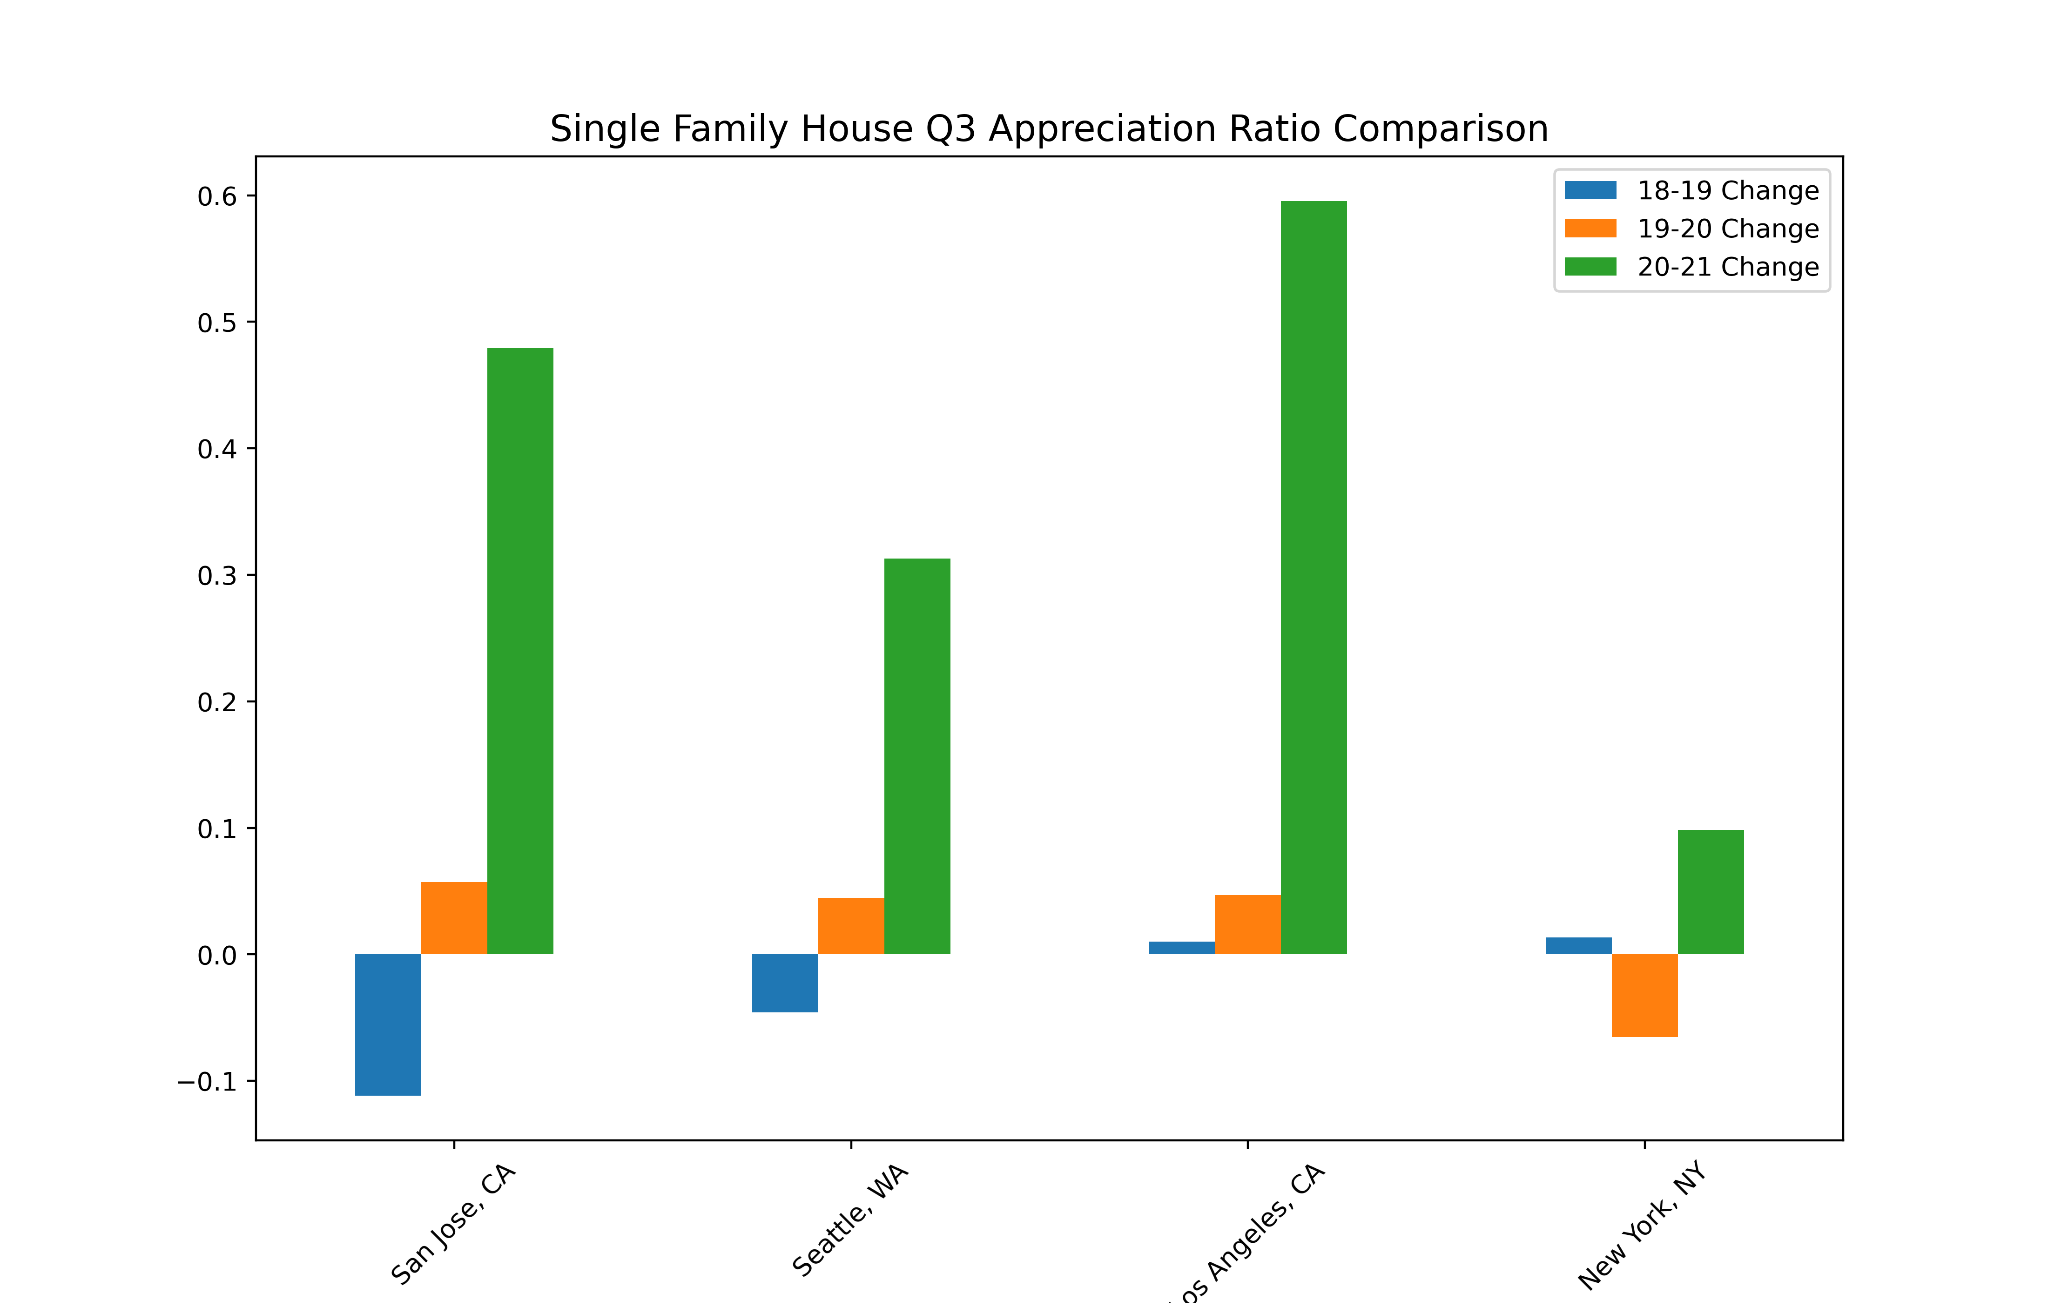 Single Family House Q3 Appreciation Ratio Comparison
18-19 Change
19-20 Change
20-21 Change
0.6
0.5
0.4
0.3
0.2
0.1
0.0
−0.1
San Jose, CA
Seattle, WA
Los Angeles, CA
New York, NY